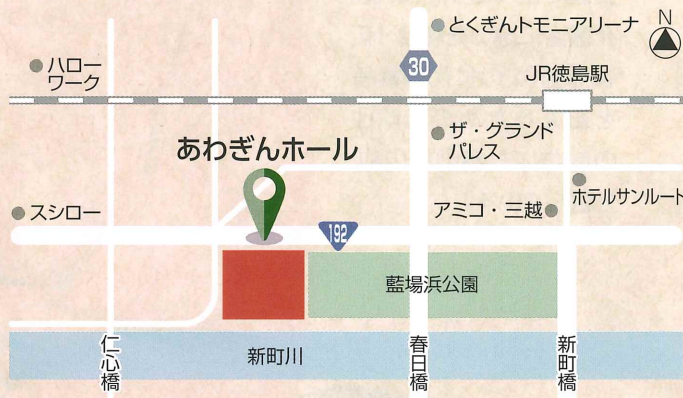 とくぎんトモニアリーナ
N
ハロー
ワーク
30
JR徳島駅
ザ・グランド
パレス
あわぎんホール
ホテルサンルート
スシロー
アミコ・三越
192
藍場浜公園
新町川
仁心橋
春日橋
新町橋